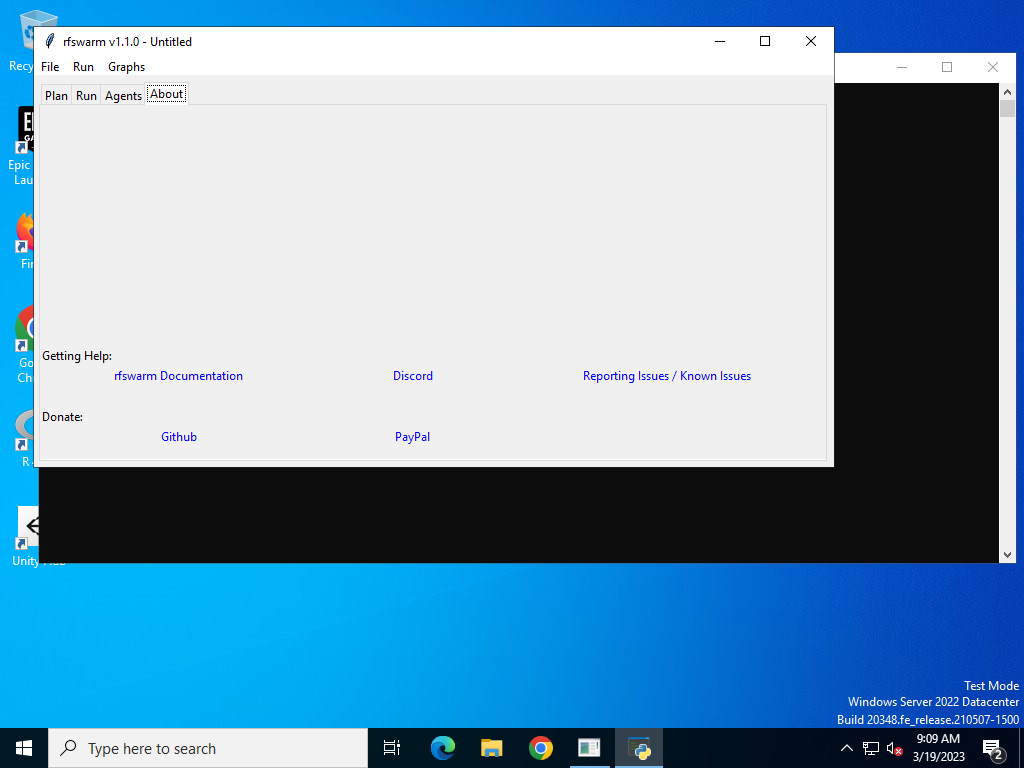 rfswarm v1.1.0 - Untitled
File Run Graphs
Plan Run Agents About
Getting Help:
rfswarm Documentation Discord Reporting Issues / Known Issues
Donate:
Github PayPal
Recy
Epic
Lau
Fir
Go
Ch
R
Unity Hub
Test Mode
Windows Server 2022 Datacenter
Build 20348.fe_release.210507-1500
Type here to search
9:09 AM
3/19/2023
2